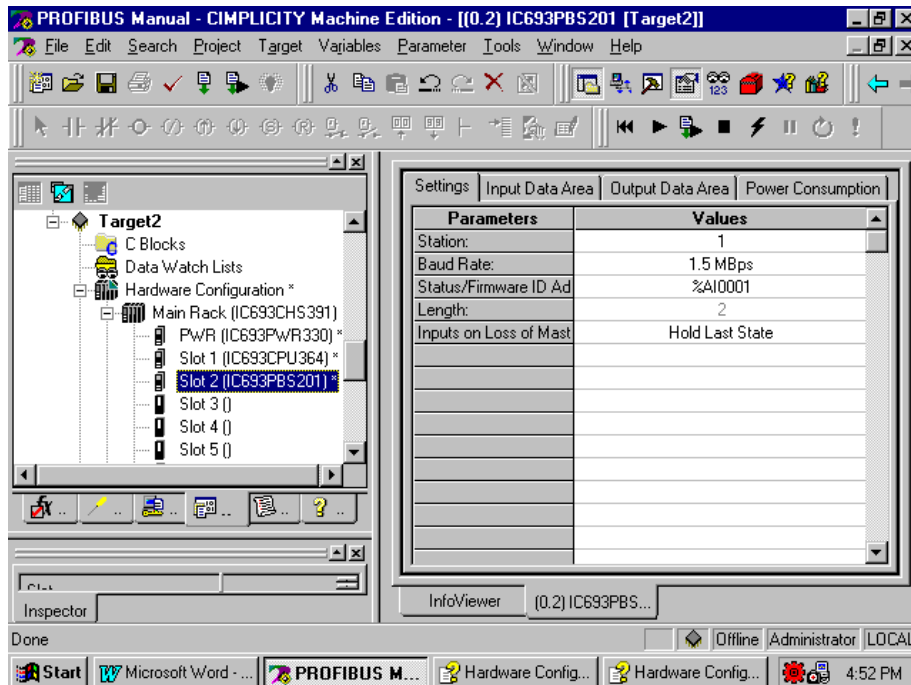 PROFIBUS Manual - CIMPLICITY Machine Edition - [(0.2) IC693PBS201 [Target2]]
File Edit Search Project Target Variables Parameter Tools Window Help
123
Target2
C Blocks
Data Watch Lists
Hardware Configuration *
Main Rack (IC693CHS391)
PWR (IC693PWR330) *
Slot 1 (IC693CPU364) *
Slot 2 (IC693PBS201) *
Slot 3 ()
Slot 4 ()
Slot 5 ()
Inspector
Settings Input Data Area Output Data Area Power Consumption
Parameters Values
Station: 1
Baud Rate: 1.5 MBps
Status/Firmware ID Ad %AI0001
Length: 2
Inputs on Loss of Mast Hold Last State
InfoViewer (0.2) IC693PBS...
Done Offline Administrator LOCAL
Start Microsoft Word - ... PROFIBUS M... Hardware Config... Hardware Config... 4:52 PM